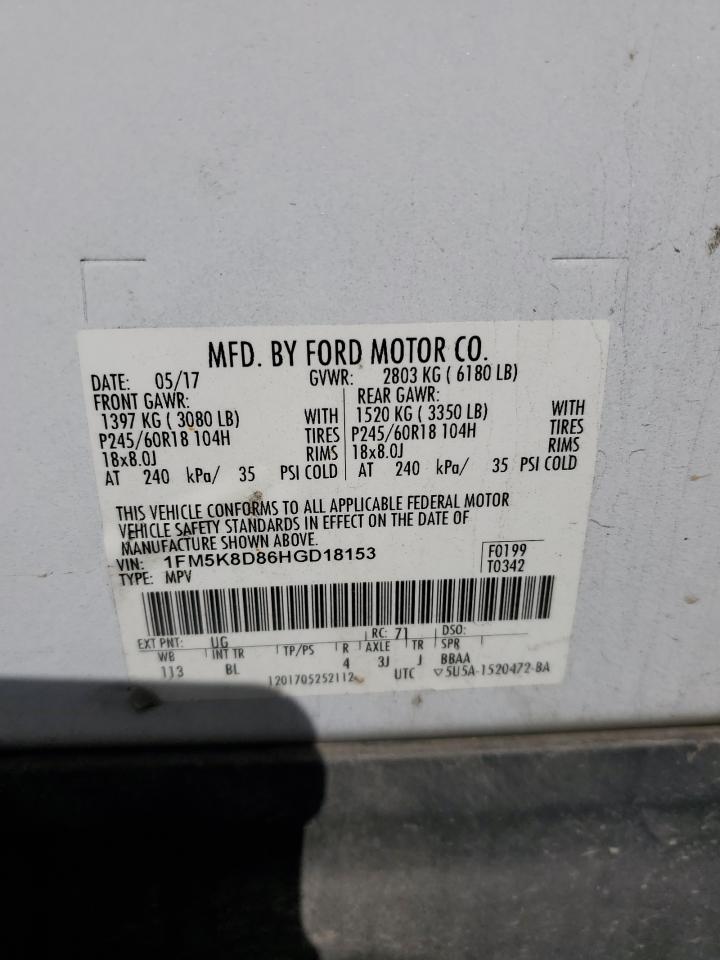 MFD. BY FORD MOTOR CO.
DATE: 05/17 GVWR: 2803 KG ( 6180 LB)
FRONT GAWR: REAR GAWR:
1397 KG ( 3080 LB) WITH 1520 KG ( 3350 LB) WITH
P245/60R18 104H TIRES P245/60R18 104H TIRES
18x8.0J RIMS 18x8.0J RIMS
AT 240 kPa/ 35 PSI COLD AT 240 kPa/ 35 PSI COLD
THIS VEHICLE CONFORMS TO ALL APPLICABLE FEDERAL MOTOR
VEHICLE SAFETY STANDARDS IN EFFECT ON THE DATE OF
MANUFACTURE SHOWN ABOVE.
VIN: 1FM5K8D86HGD18153 F0199
TYPE: MPV T0342
EXT PNT: UG RC: 71 DSO:
WB INT TR TP/PS R AXLE TR SPR
113 BL 4 3J J BBAA
1201705252112 UTC ▽5U5A-1520472-BA